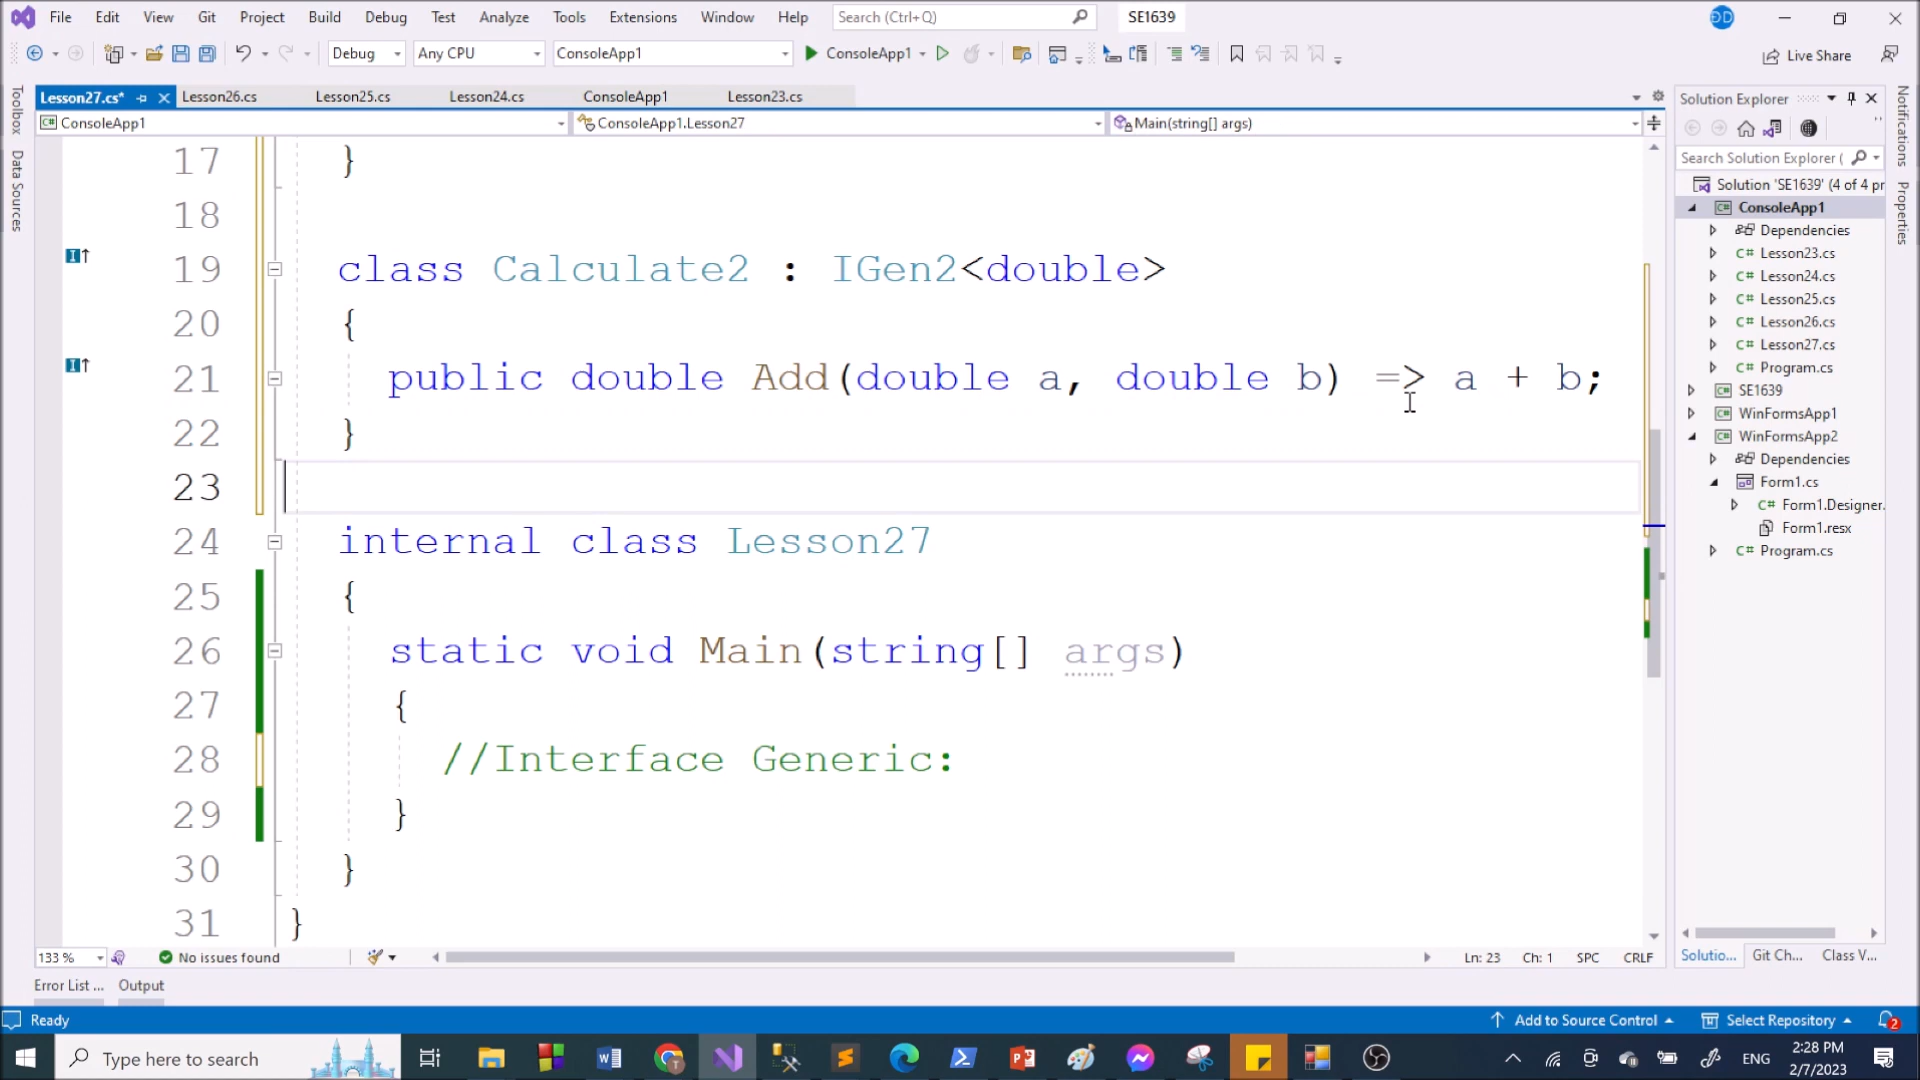 File Edit View Git Project Build Debug Test Analyze Tools Extensions Window Help Search (Ctrl+Q) SE1639 ĐD
Debug Any CPU ConsoleApp1 ConsoleApp1 Live Share
Lesson27.cs* Lesson26.cs Lesson25.cs Lesson24.cs ConsoleApp1 Lesson23.cs
ConsoleApp1 ConsoleApp1.Lesson27 Main(string[] args)
Toolbox
Data Sources
17 }
18
19 class Calculate2 : IGen2<double>
20 {
21 public double Add(double a, double b) => a + b;
22 }
23
24 internal class Lesson27
25 {
26 static void Main(string[] args)
27 {
28 //Interface Generic:
29 }
30 }
31 }
133 % No issues found Ln: 23 Ch: 1 SPC CRLF
Error List ... Output
Solution Explorer
Search Solution Explorer (
Solution 'SE1639' (4 of 4 pr
ConsoleApp1
Dependencies
C# Lesson23.cs
C# Lesson24.cs
C# Lesson25.cs
C# Lesson26.cs
C# Lesson27.cs
C# Program.cs
SE1639
WinFormsApp1
WinFormsApp2
Dependencies
Form1.cs
C# Form1.Designer.
Form1.resx
C# Program.cs
Solutio... Git Ch... Class V...
Notifications
Properties
Ready Add to Source Control Select Repository 2
Type here to search ENG 2:28 PM
2/7/2023